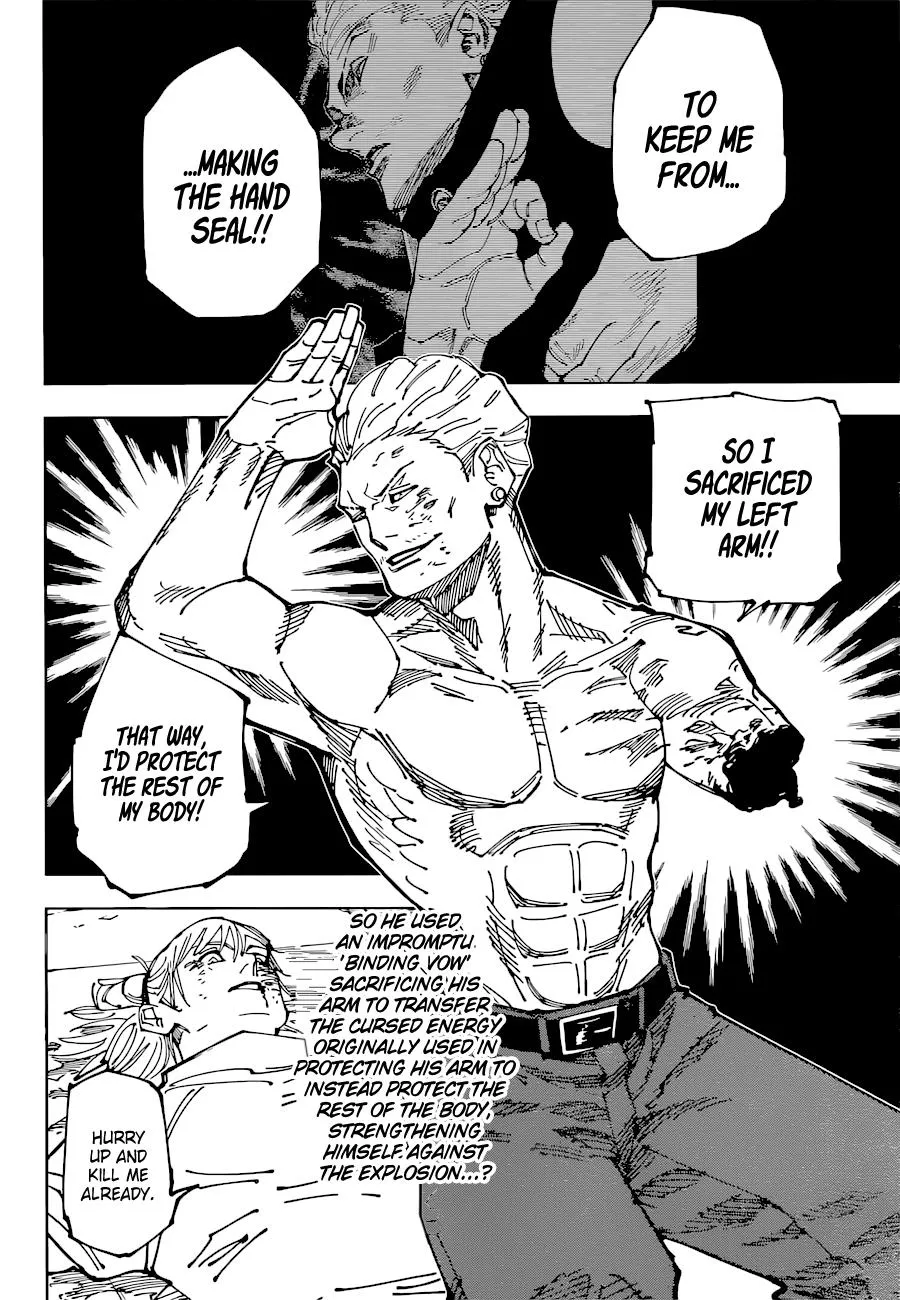 TO
KEEP ME
FROM...
...MAKING
THE HAND
SEAL!!
SO I
SACRIFICED
MY LEFT
ARM!!
THAT WAY,
I'D PROTECT
THE REST OF
MY BODY!
SO HE USED
AN IMPROMPTU
'BINDING VOW'
SACRIFICING HIS
ARM TO TRANSFER
THE CURSED ENERGY
ORIGINALLY USED IN
PROTECTING HIS ARM TO
INSTEAD PROTECT THE
REST OF THE BODY,
STRENGTHENING
HIMSELF AGAINST
THE EXPLOSION...?
HURRY
UP AND
KILL ME
ALREADY.